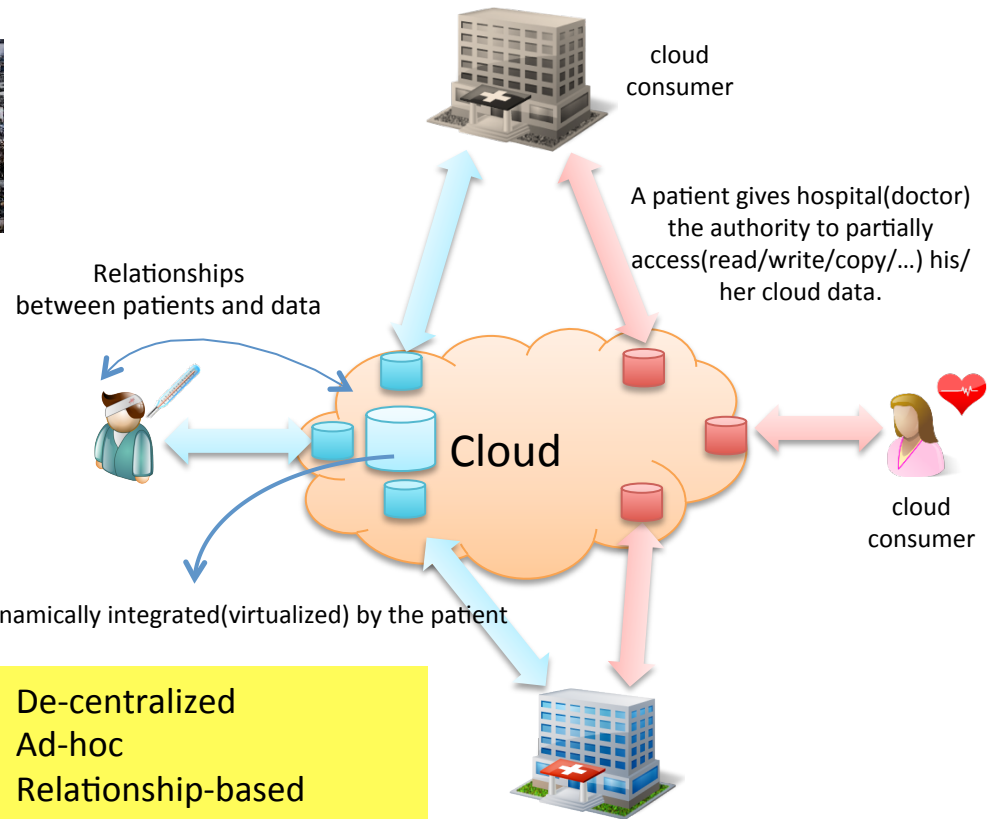 cloud
consumer
A patient gives hospital(doctor)
the authority to partially
access(read/write/copy/…) his/
her cloud data.
Relationships
between patients and data
Cloud
cloud
consumer
namically integrated(virtualized) by the patient
De-centralized
Ad-hoc
Relationship-based